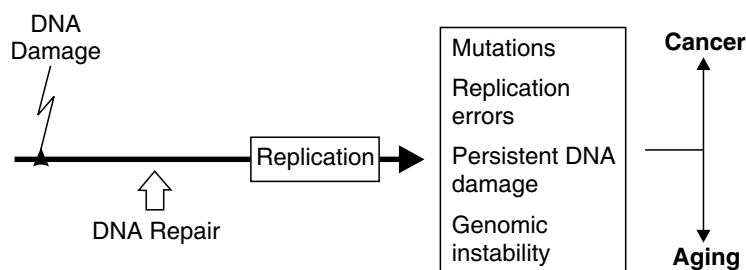 DNA
Damage
DNA Repair
Replication
Mutations
Replication
errors
Persistent DNA
damage
Genomic
instability
Cancer
Aging